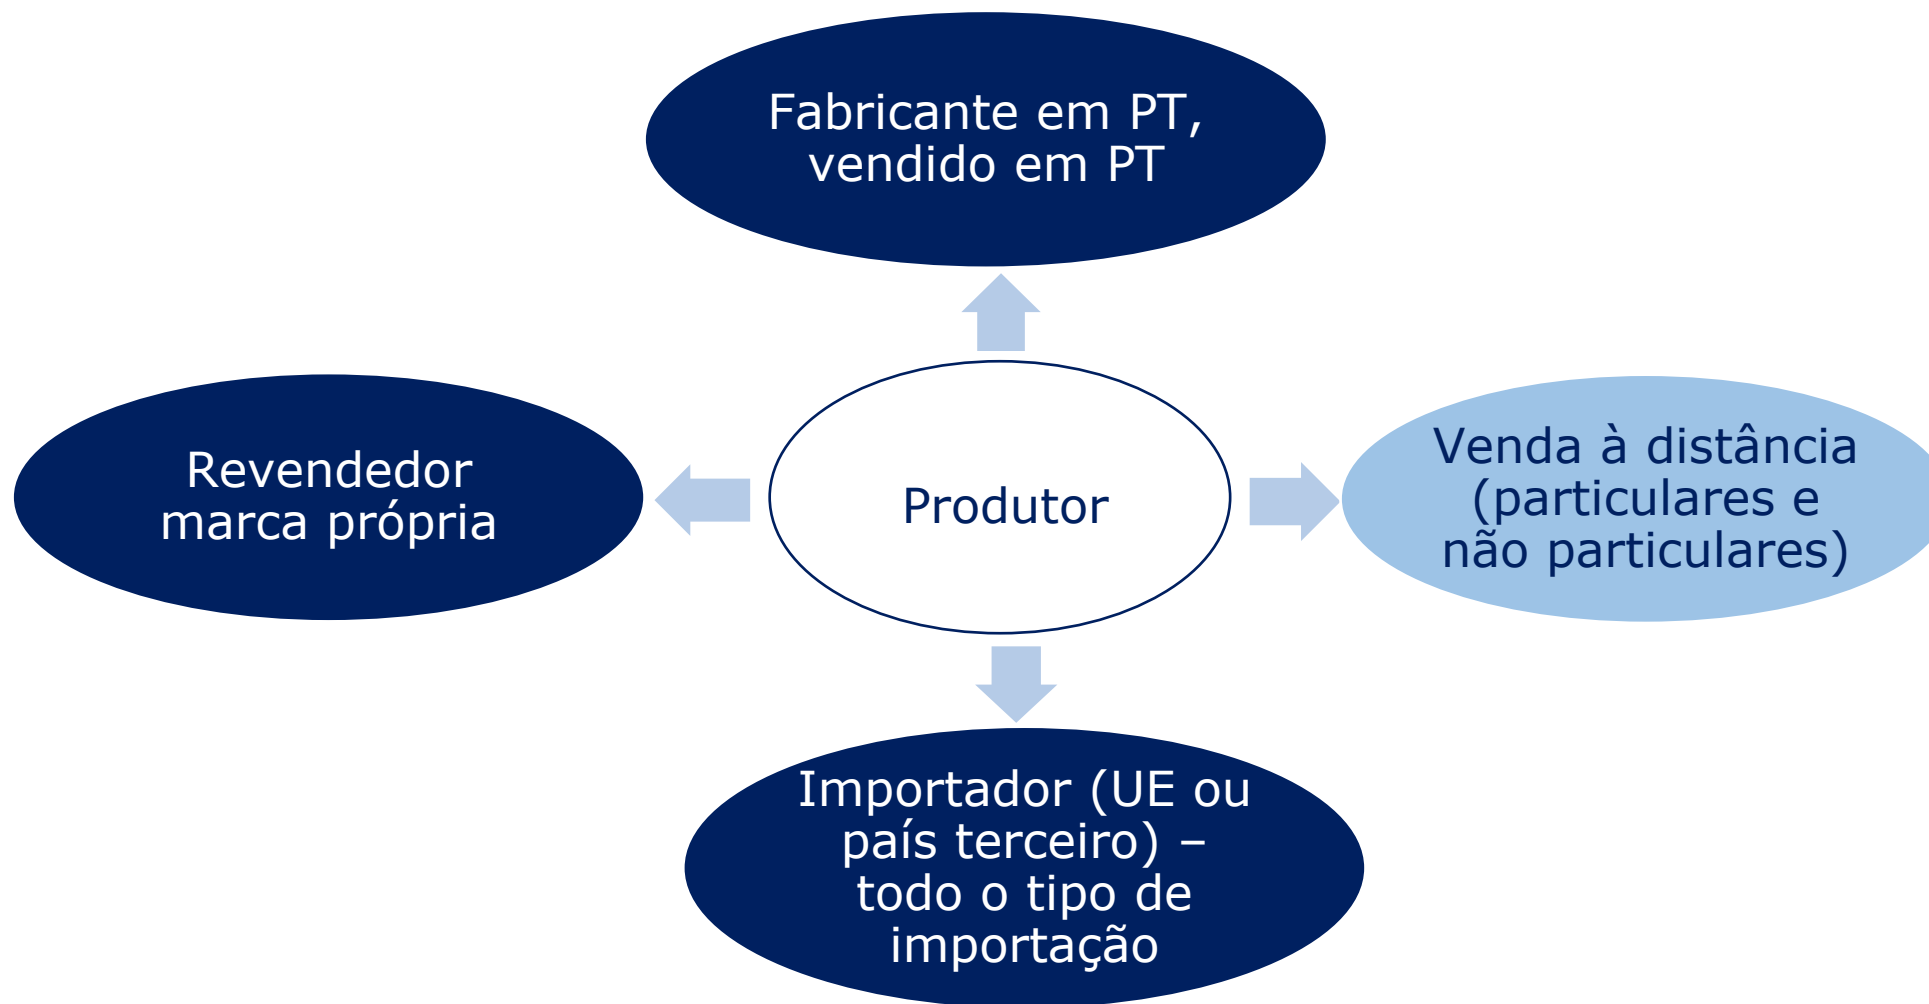 Fabricante em PT,
vendido em PT
Revendedor
marca própria
Produtor
Venda à distância
(particulares e
não particulares)
Importador (UE ou
país terceiro) –
todo o tipo de
importação